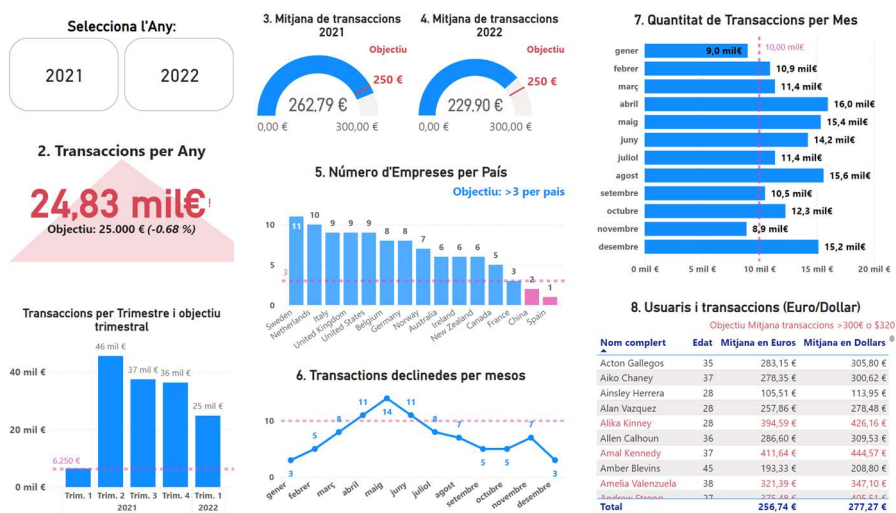 Selecciona l'Any:
2021
2022
2. Transaccions per Any
24,83 mil€ !
Objectiu: 25.000 € (-0.68 %)
Transaccions per Trimestre i objectiu
trimestral
46 mil €
37 mil € 36 mil €
25 mil €
40 mil €
20 mil €
6.250 €
0 mil €
Trim. 1 Trim. 2 Trim. 3 Trim. 4 Trim. 1
2021 2022
3. Mitjana de transaccions
2021
Objectiu
250 €
262,79 €
0,00 € 300,00 €
4. Mitjana de transaccions
2022
Objectiu
250 €
229,90 €
0,00 € 300,00 €
5. Número d'Empreses per País
Objectiu: >3 per pais
11 10 9 9 9 8 8 7 6 6 6 5 3 2 1
10
5
3
0
Sweden Netherlands Italy United Kingdom United States Belgium Germany Norway Australia Ireland New Zealand Canada France China Spain
6. Transactions declinedes per mesos
10
0
3 5 8 11 14 11 8 7 5 5 7 3
gener febrer març abril maig juny juliol agost setembre octubre novembre desembre
7. Quantitat de Transaccions per Mes
10,00 mil€
gener 9,0 mil€
febrer 10,9 mil€
març 11,4 mil€
abril 16,0 mil€
maig 15,4 mil€
juny 14,2 mil€
juliol 11,4 mil€
agost 15,6 mil€
setembre 10,5 mil€
octubre 12,3 mil€
novembre 8,9 mil€
desembre 15,2 mil€
0 mil € 5 mil € 10 mil € 15 mil € 20 mil €
8. Usuaris i transaccions (Euro/Dollar)
Objectiu Mitjana transactions >300€ o $320
Nom complert Edat Mitjana en Euros Mitjana en Dollars
Acton Gallegos 35 283,15 € 305,80 €
Aiko Chaney 37 278,35 € 300,62 €
Ainsley Herrera 28 105,51 € 113,95 €
Alan Vazquez 28 257,86 € 278,48 €
Alika Kinney 28 394,59 € 426,16 €
Allen Calhoun 36 286,60 € 309,53 €
Amal Kennedy 37 411,64 € 444,57 €
Amber Blevins 45 193,33 € 208,80 €
Amelia Valenzuela 38 321,39 € 347,10 €
Andrew Strong 27 375,48 € 405,51 €
Total 256,74 € 277,27 €